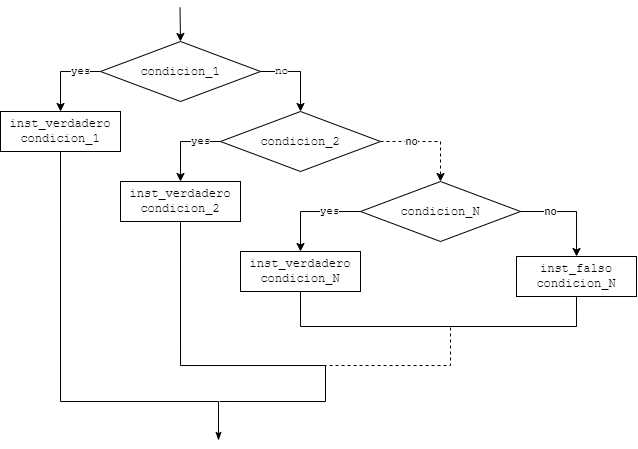 condicion_1
yes
no
inst_verdadero
condicion_1
condicion_2
yes
no
inst_verdadero
condicion_2
condicion_N
yes
no
inst_verdadero
condicion_N
inst_falso
condicion_N